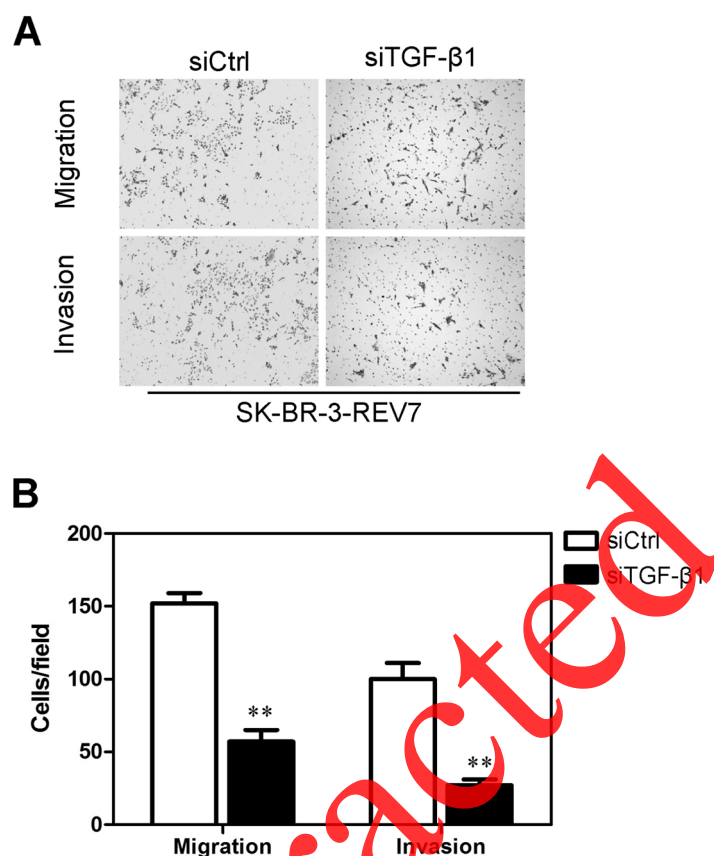 A
siCtrl siTGF-β1
Migration
Invasion
SK-BR-3-REV7
B
200
150
100
50
0
Cells/field
**
**
siCtrl
siTGF-β1
Migration Invasion
acted